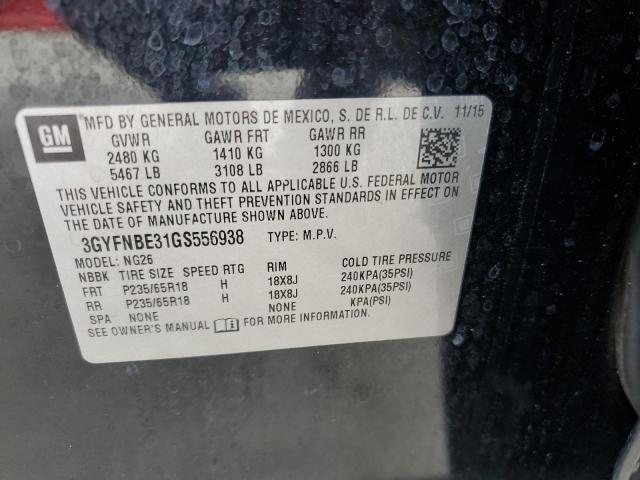 GM
MFD BY GENERAL MOTORS DE MEXICO, S. DE R.L. DE C.V. 11/15
GVWR GAWR FRT GAWR RR
2480 KG 1410 KG 1300 KG
5467 LB 3108 LB 2866 LB
THIS VEHICLE CONFORMS TO ALL APPLICABLE U.S. FEDERAL MOTOR
VEHICLE SAFETY AND THEFT PREVENTION STANDARDS IN EFFECT ON
THE DATE OF MANUFACTURE SHOWN ABOVE.
3GYFNBE31GS556938 TYPE: M.P.V.
MODEL: NG26
NBBK TIRE SIZE SPEED RTG RIM COLD TIRE PRESSURE
FRT P235/65R18 H 18X8J 240KPA(35PSI)
RR P235/65R18 H 18X8J 240KPA(35PSI)
SPA NONE NONE KPA(PSI)
SEE OWNER'S MANUAL FOR MORE INFORMATION.